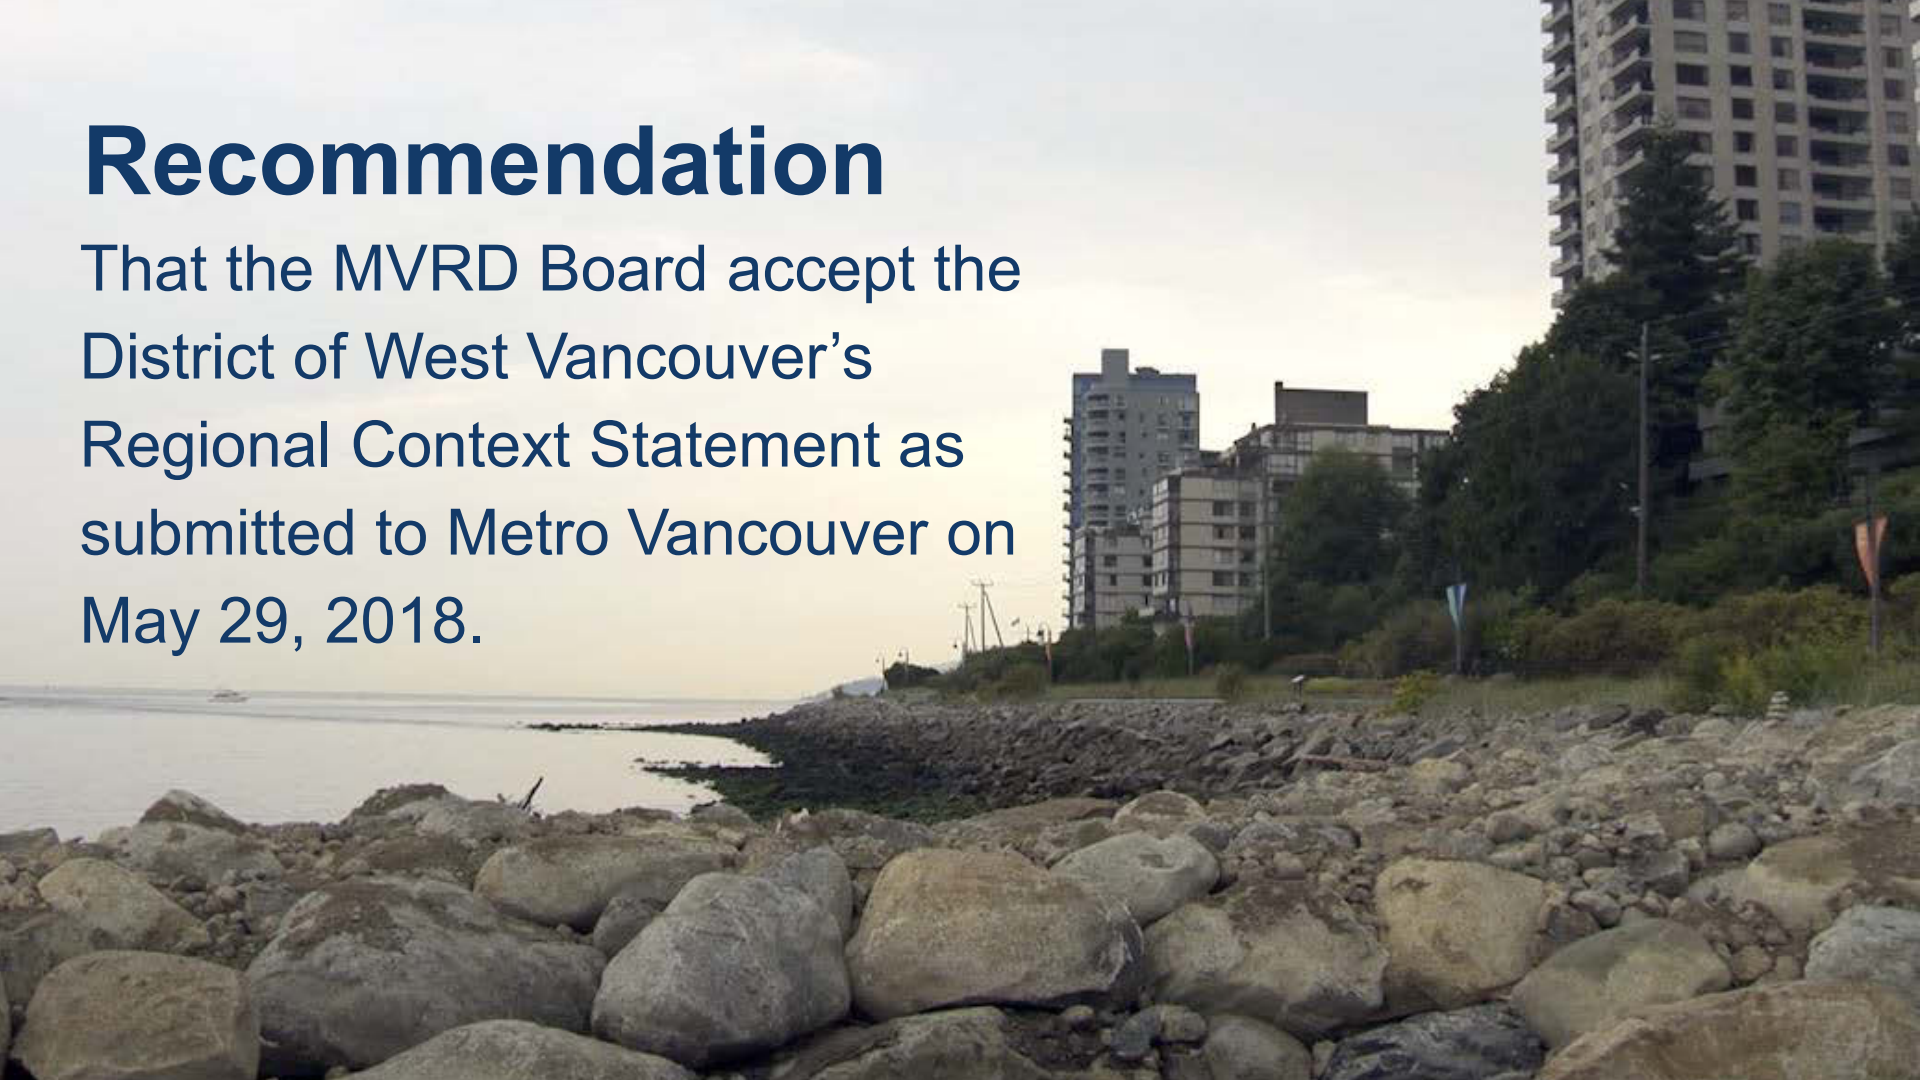 Recommendation
That the MVRD Board accept the
District of West Vancouver’s
Regional Context Statement as
submitted to Metro Vancouver on
May 29, 2018.